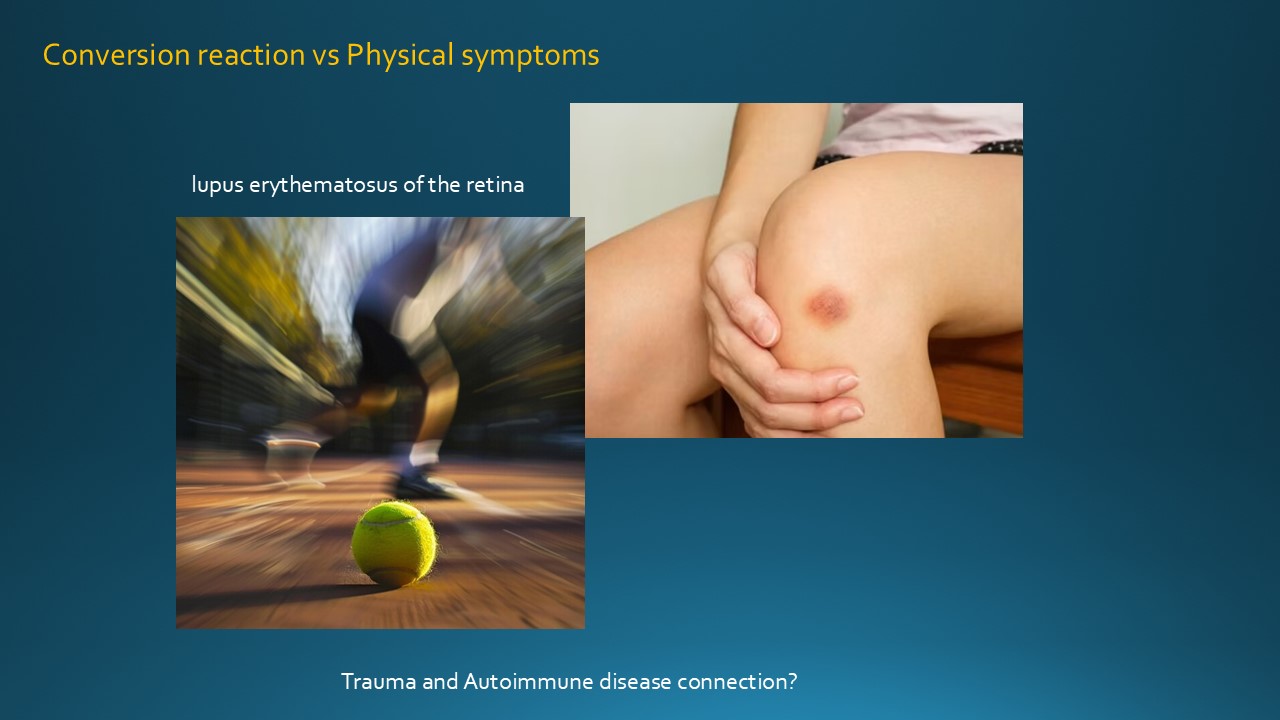 Conversion reaction vs Physical symptoms
lupus erythematosus of the retina
Trauma and Autoimmune disease connection?